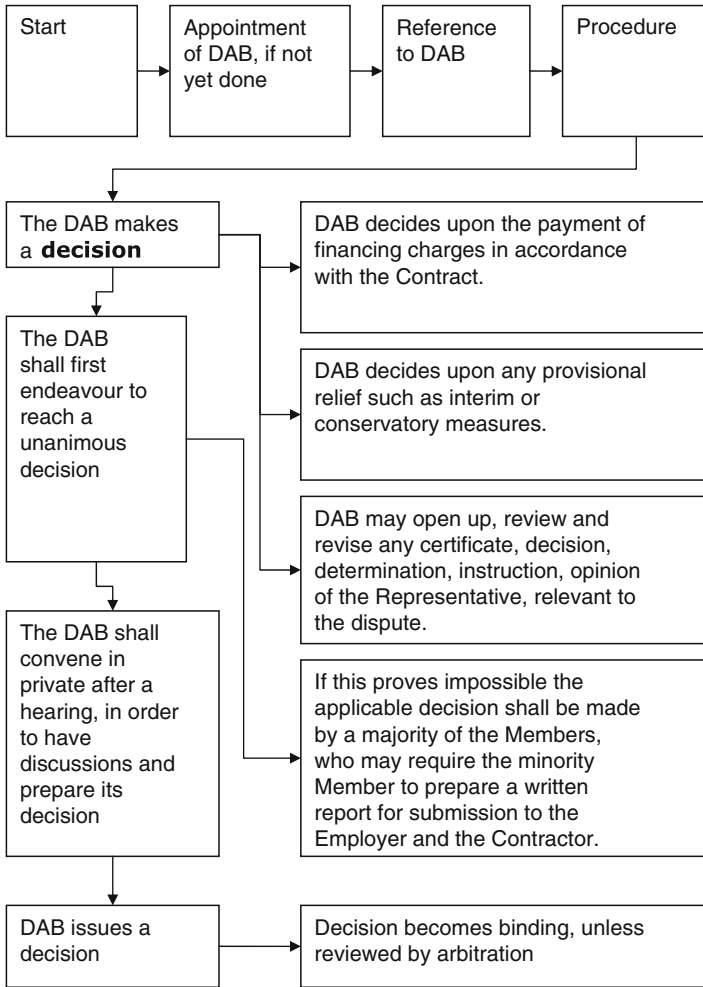 Start
Appointment
of DAB, if not
yet done
Reference
to DAB
Procedure
The DAB makes
a decision
DAB decides upon the payment of
financing charges in accordance
with the Contract.
The DAB
shall first
endeavour to
reach a
unanimous
decision
DAB decides upon any provisional
relief such as interim or
conservatory measures.
DAB may open up, review and
revise any certificate, decision,
determination, instruction, opinion
of the Representative, relevant to
the dispute.
The DAB shall
convene in
private after a
hearing, in order
to have
discussions and
prepare its
decision
If this proves impossible the
applicable decision shall be made
by a majority of the Members,
who may require the minority
Member to prepare a written
report for submission to the
Employer and the Contractor.
DAB issues a
decision
Decision becomes binding, unless
reviewed by arbitration